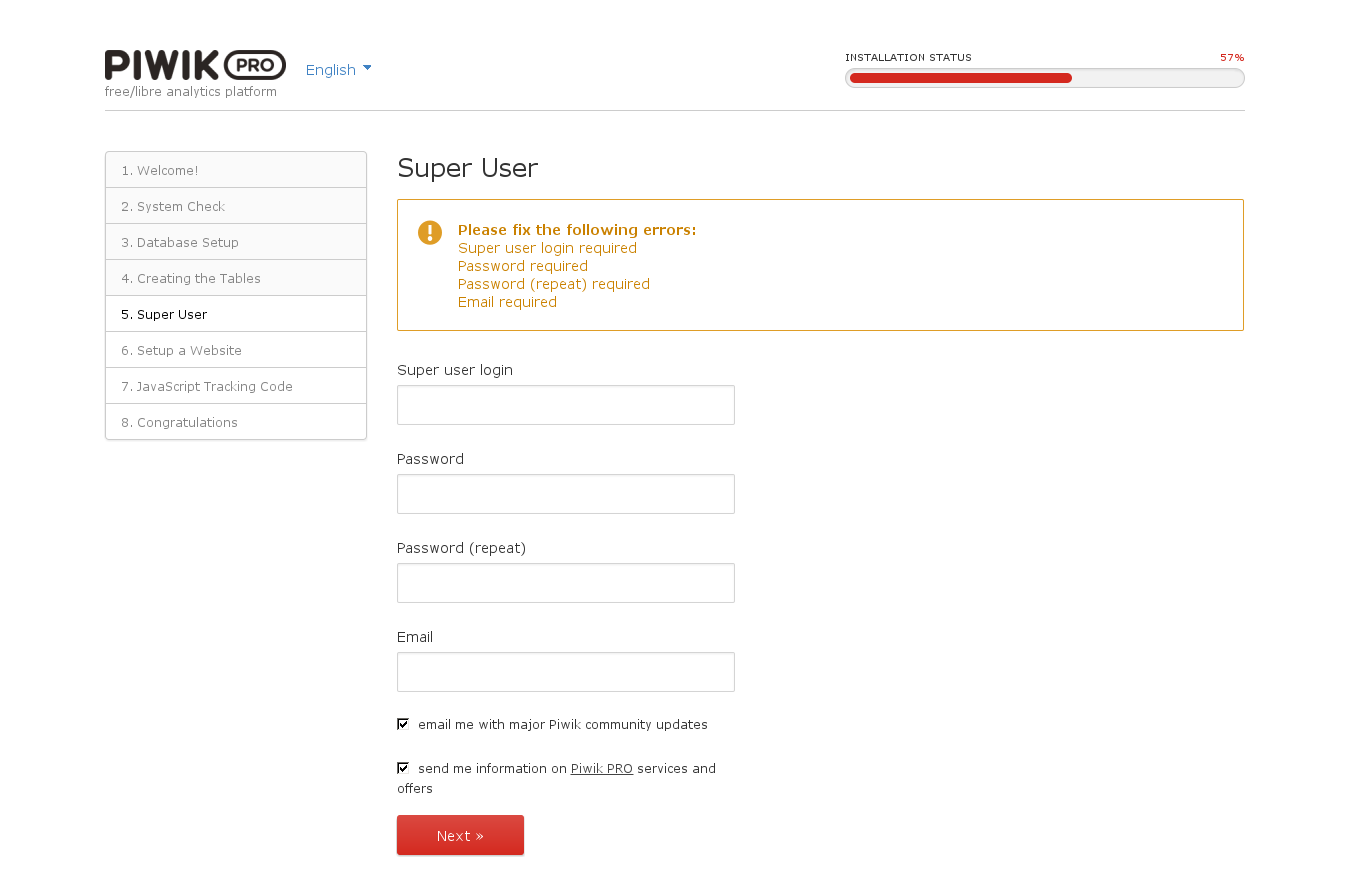 PIWIK PRO
free/libre analytics platform
English
INSTALLATION STATUS
57%
1. Welcome!
2. System Check
3. Database Setup
4. Creating the Tables
5. Super User
6. Setup a Website
7. JavaScript Tracking Code
8. Congratulations
Super User
Please fix the following errors:
Super user login required
Password required
Password (repeat) required
Email required
Super user login
Password
Password (repeat)
Email
email me with major Piwik community updates
send me information on Piwik PRO services and
offers
Next »